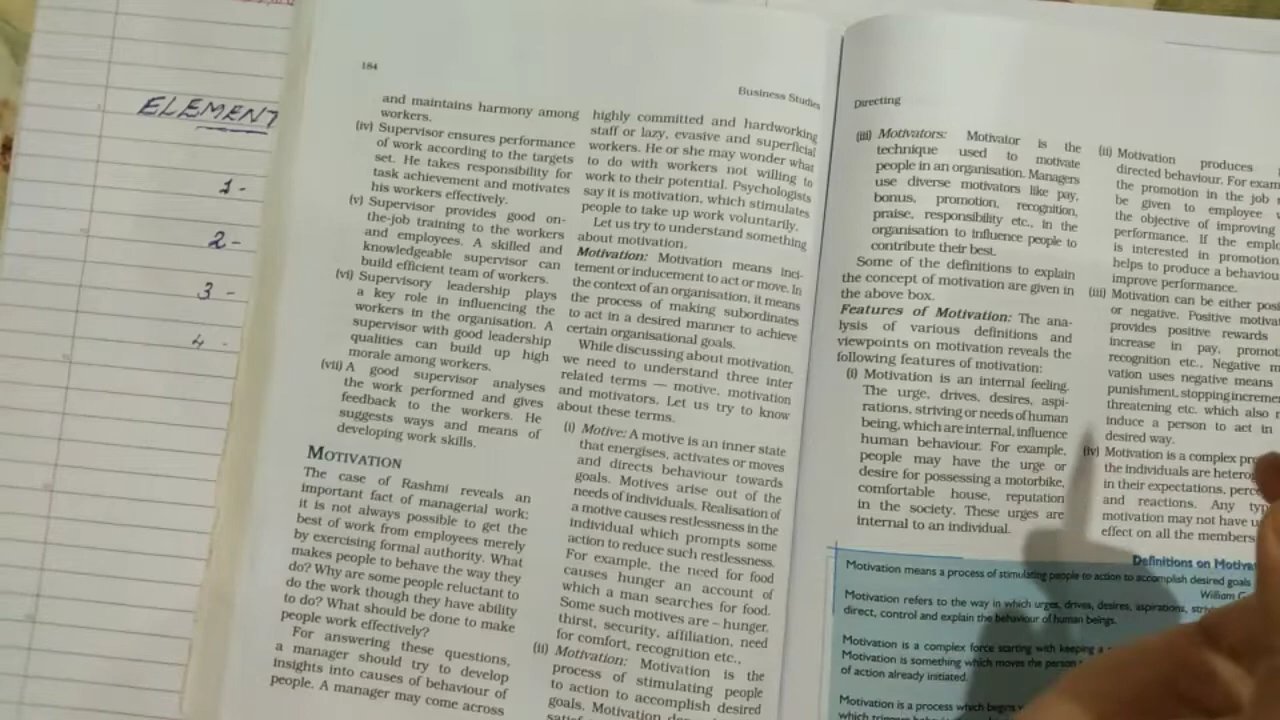 ELEMENT
1-
2-
3-
4-
184
Business Studies
and maintains harmony among
workers.
(iv) Supervisor ensures performance
of work according to the targets
set. He takes responsibility for
task achievement and motivates
his workers effectively.
(v) Supervisor provides good on-
the-job training to the workers
and employees. A skilled and
knowledgeable supervisor can
build efficient team of workers.
(vi) Supervisory leadership plays
a key role in influencing the
workers in the organisation. A
supervisor with good leadership
qualities can build up high
morale among workers.
(vii) A good supervisor analyses
the work performed and gives
feedback to the workers. He
suggests ways and means of
developing work skills.
MOTIVATION
The case of Rashmi reveals an
important fact of managerial work;
it is not always possible to get the
best of work from employees merely
by exercising formal authority. What
makes people to behave the way they
do? Why are some people reluctant to
do the work though they have ability
to do? What should be done to make
people work effectively?
For answering these questions,
a manager should try to develop
insights into causes of behaviour of
people. A manager may come across
highly committed and hardworking
staff or lazy, evasive and superficial
workers. He or she may wonder what
to do with workers not willing to
work to their potential. Psychologists
say it is motivation, which stimulates
people to take up work voluntarily.
Let us try to understand something
about motivation.
Motivation: Motivation means inci-
tement or inducement to act or move. In
the context of an organisation, it means
the process of making subordinates
to act in a desired manner to achieve
certain organisational goals.
While discussing about motivation,
we need to understand three inter
related terms — motive, motivation
and motivators. Let us try to know
about these terms.
(i) Motive: A motive is an inner state
that energises, activates or moves
and directs behaviour towards
goals. Motives arise out of the
needs of individuals. Realisation of
a motive causes restlessness in the
individual which prompts some
action to reduce such restlessness.
For example, the need for food
causes hunger an account of
which a man searches for food.
Some such motives are – hunger,
thirst, security, affiliation, need
for comfort, recognition etc.,
(ii) Motivation: Motivation is the
process of stimulating people
to action to accomplish desired
goals. Motivation
Directing
(iii) Motivators: Motivator is the
technique used to motivate
people in an organisation. Managers
use diverse motivators like pay,
bonus, promotion, recognition,
praise, responsibility etc., in the
organisation to influence people to
contribute their best.
Some of the definitions to explain
the concept of motivation are given in
the above box.
Features of Motivation: The ana-
lysis of various definitions and
viewpoints on motivation reveals the
following features of motivation:
(i) Motivation is an internal feeling.
The urge, drives, desires, aspi-
rations, striving or needs of human
being, which are internal, influence
human behaviour. For example,
people may have the urge or
desire for possessing a motorbike,
comfortable house, reputation
in the society. These urges are
internal to an individual.
(ii) Motivation produces
directed behaviour. For exam
the promotion in the job
be given to employee
the objective of improving
performance. If the emplo
is interested in promotion,
helps to produce a behaviou
improve performance.
(iii) Motivation can be either pos
or negative. Positive motiva
provides positive rewards
increase in pay, promot
recognition etc., Negative m
vation uses negative means
punishment, stopping increme
threatening etc. which also
induce a person to act in
desired way.
(iv) Motivation is a complex pro
the individuals are heterog
in their expectations, perce
and reactions. Any typ
motivation may not have u
effect on all the members
Definitions on Motivat
Motivation means a process of stimulating people to action to accomplish desired goals
William G
Motivation refers to the way in which urges, drives, desires, aspirations, striv
direct, control and explain the behaviour of human beings.
Motivation is a complex force starting with keeping a
Motivation is something which moves the person
of action already initiated.
Motivation is a process which begins
which